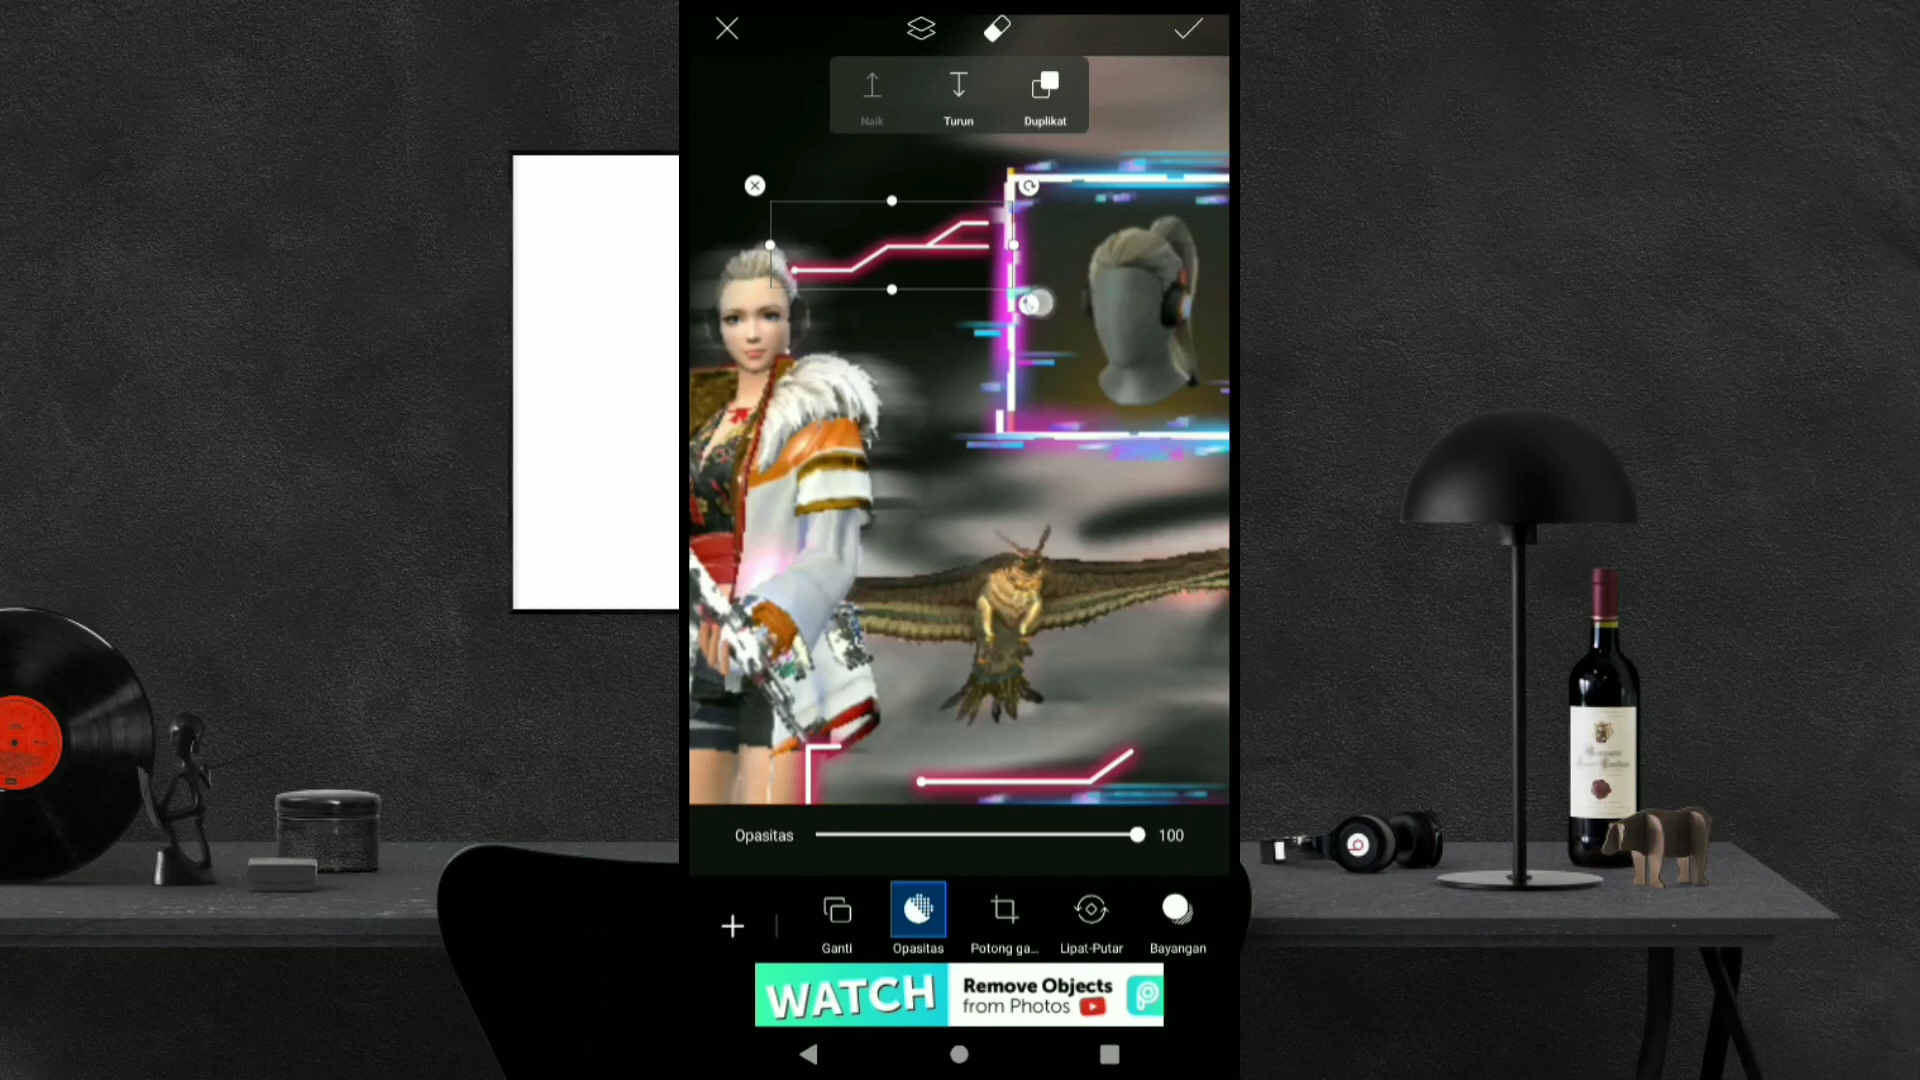 Naik
Turun
Duplikat
Opasitas
100
Ganti
Opasitas
Potong ga...
Lipat-Putar
Bayangan
WATCH
Remove Objects
from Photos